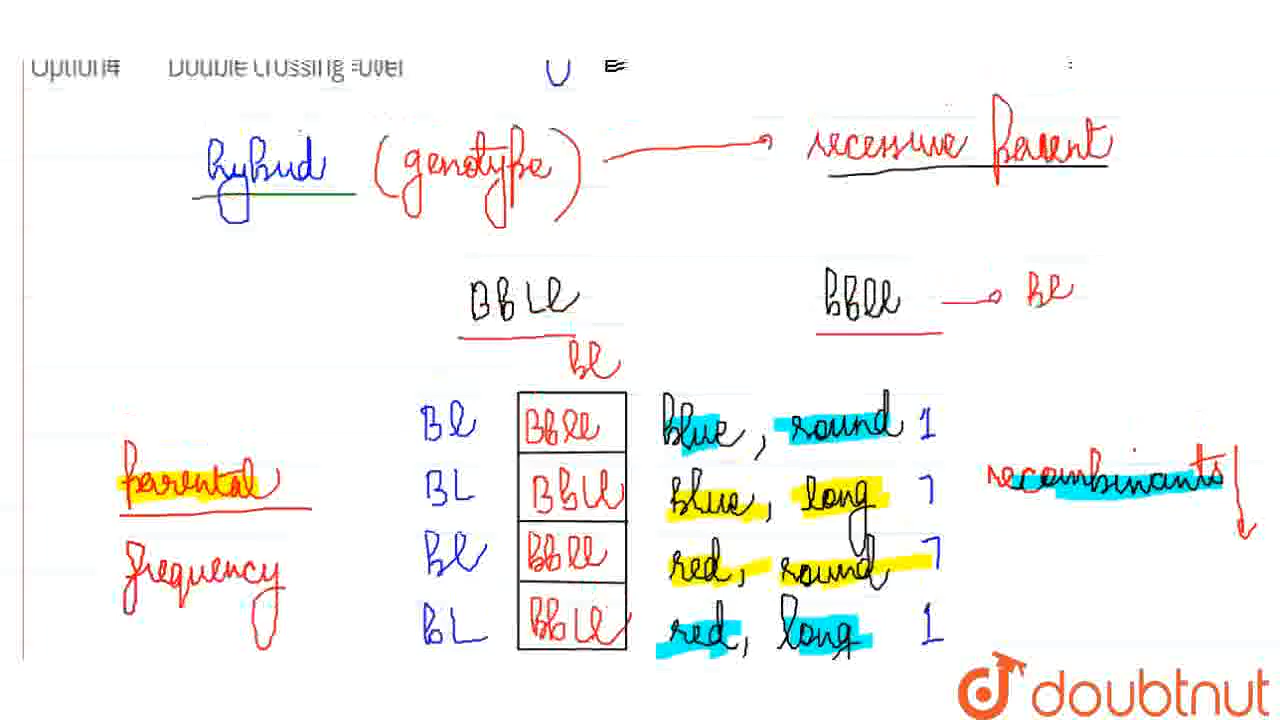 Option# Double crossing -over
hybrid (genotype) → recessive parent
BbLl bbll → bl
bl
Bl Bbll blue, round 1
parental BL BbLl blue, long 7 recombinants ↓
frequency bl bbll red, round 7
bL bbLl red, long 1
doubtnut